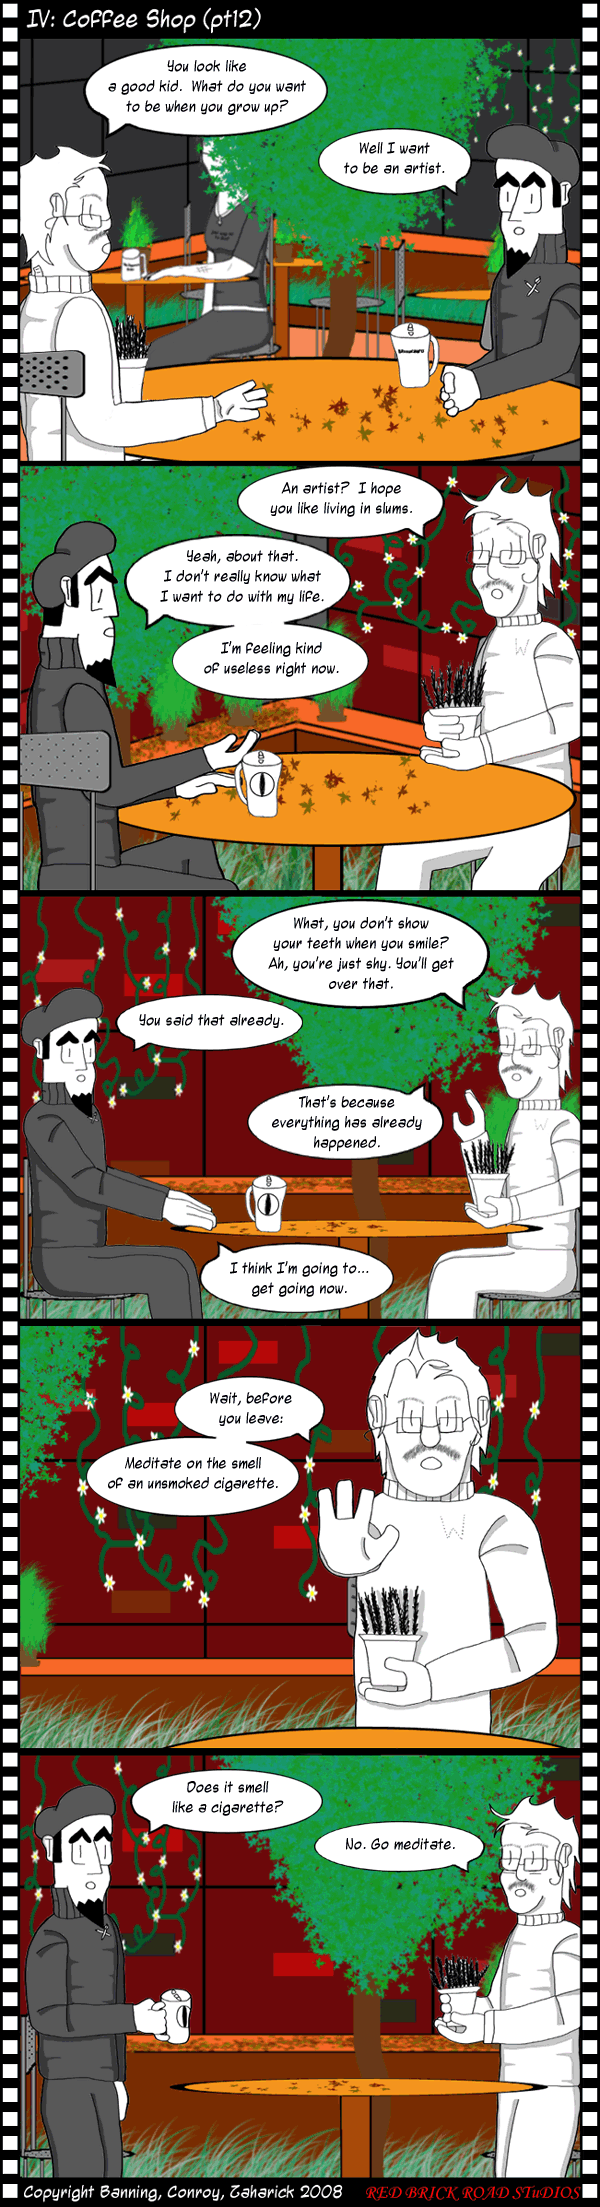 IV: Coffee Shop (pt12)
You look like
a good kid. What do you want
to be when you grow up?
Well I want
to be an artist.
An artist? I hope
you like living in slums.
Yeah, about that.
I don't really know what
I want to do with my life.
I'm feeling kind
of useless right now.
W
What, you don't show
your teeth when you smile?
Ah, you're just shy. You'll get
over that.
You said that already.
That's because
everything has already
happened.
W
I think I'm going to...
get going now.
Wait, before
you leave:
Meditate on the smell
of an unsmoked cigarette.
W
Does it smell
like a cigarette?
No. Go meditate.
Copyright Banning, Conroy, Taharick 2008
RED BRICK ROAD STuDIOS